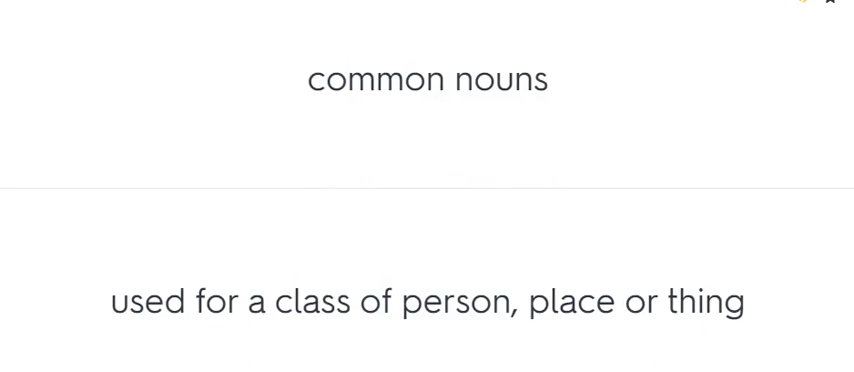 common nouns
used for a class of person, place or thing